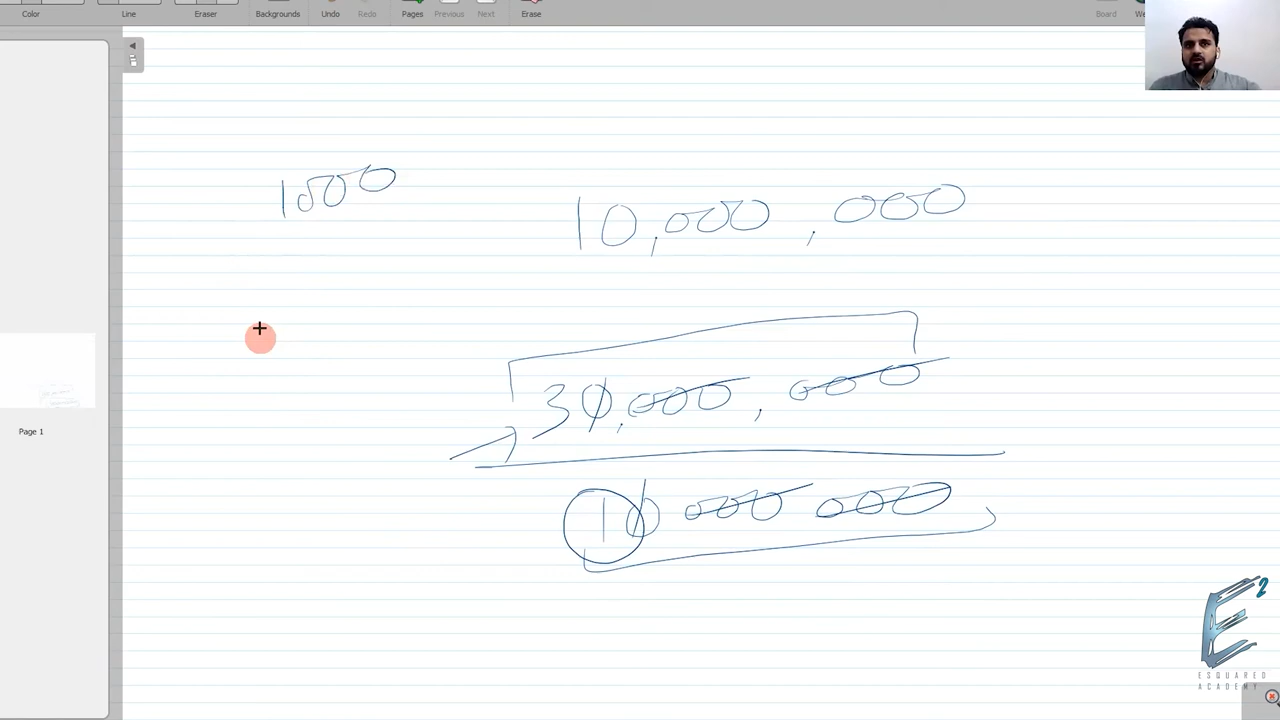 Color Line Eraser Backgrounds Undo Redo Pages Previous Next Erase Board
1000
10,000,000
30,000,000
10 000 000
Page 1
E2
ESQUARED
ACADEMY